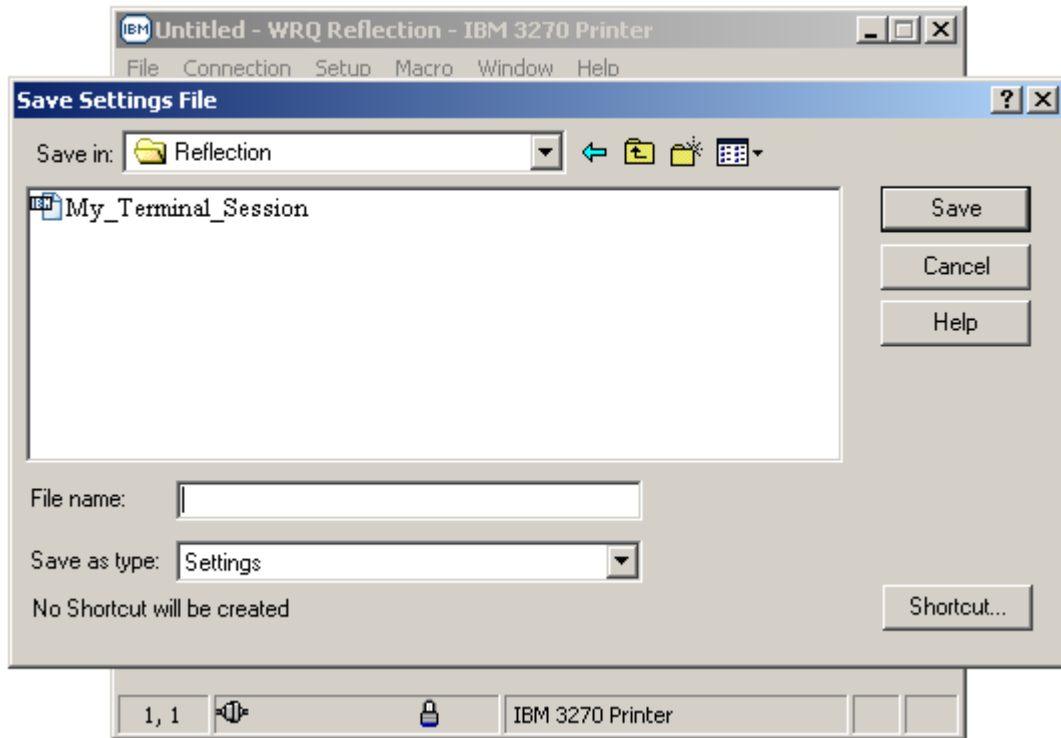 IBM Untitled - WRQ Reflection - IBM 3270 Printer
File Connection Setup Macro Window Help
Save Settings File
Save in: Reflection
IBM My_Terminal_Session
Save
Cancel
Help
File name:
Save as type: Settings
No Shortcut will be created
Shortcut...
1, 1 IBM 3270 Printer